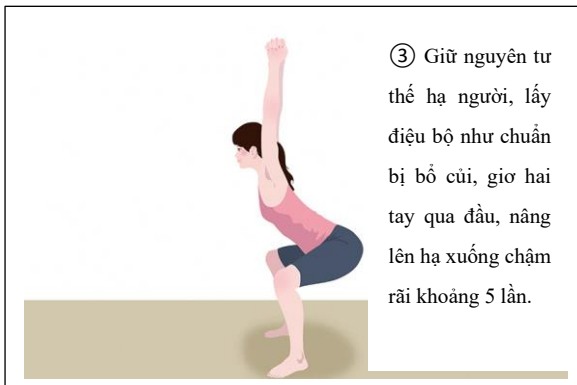 ③ Giữ nguyên tư
thế hạ người, lấy
điệu bộ như chuẩn
bị bổ củi, giơ hai
tay qua đầu, nâng
lên hạ xuống chậm
rãi khoảng 5 lần.